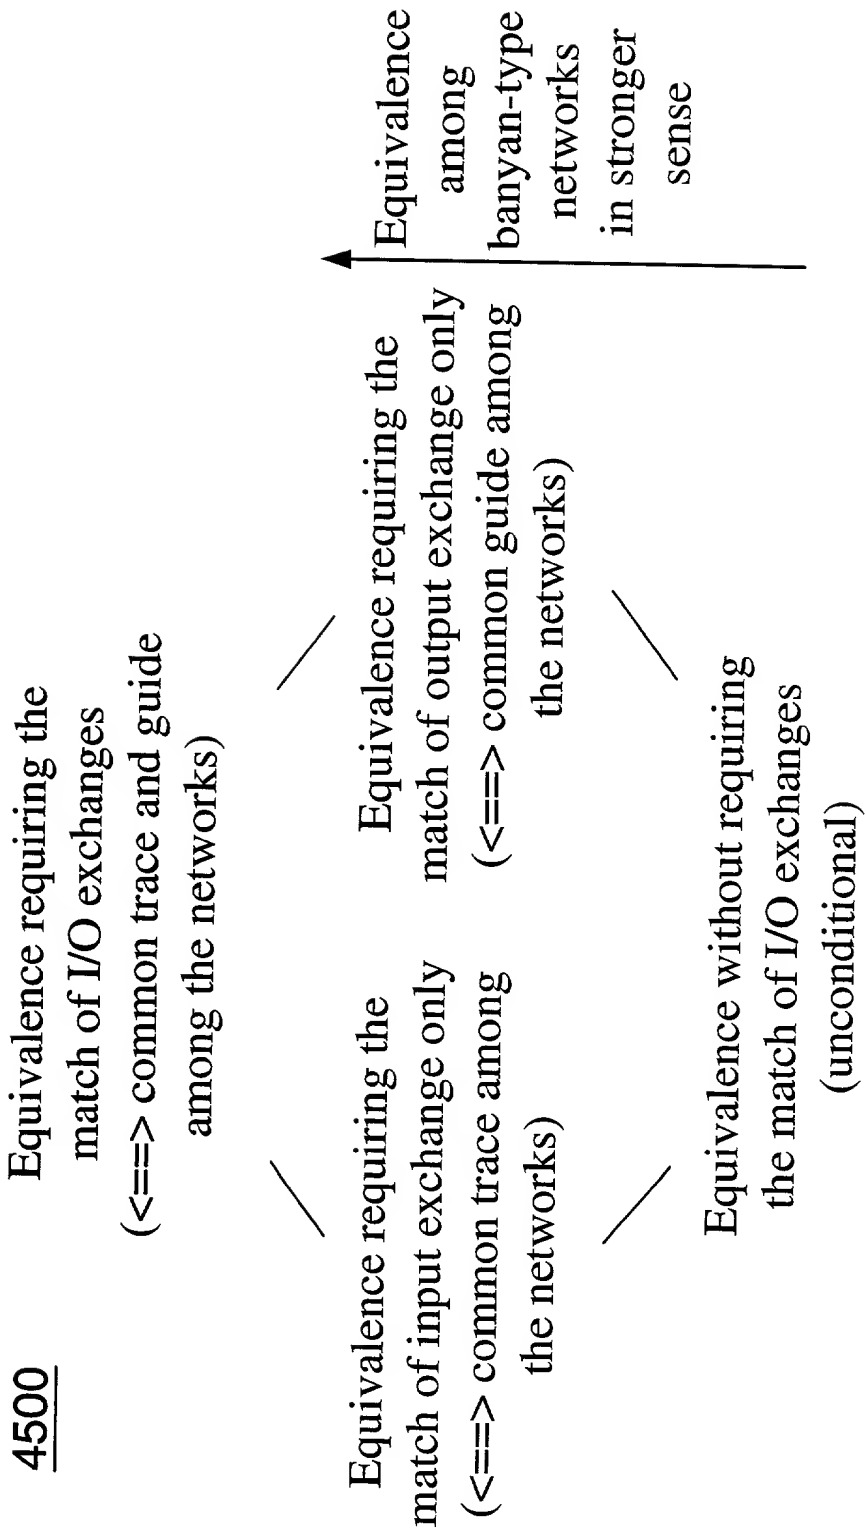 4500
Equivalence requiring the
match of I/O exchanges
(<==> common trace and guide
among the networks)
Equivalence requiring the
match of input exchange only
(<==> common trace among
the networks)
Equivalence requiring the
match of output exchange only
(<==> common guide among
the networks)
Equivalence
among
banyan-type
networks
in stronger
sense
Equivalence without requiring
the match of I/O exchanges
(unconditional)